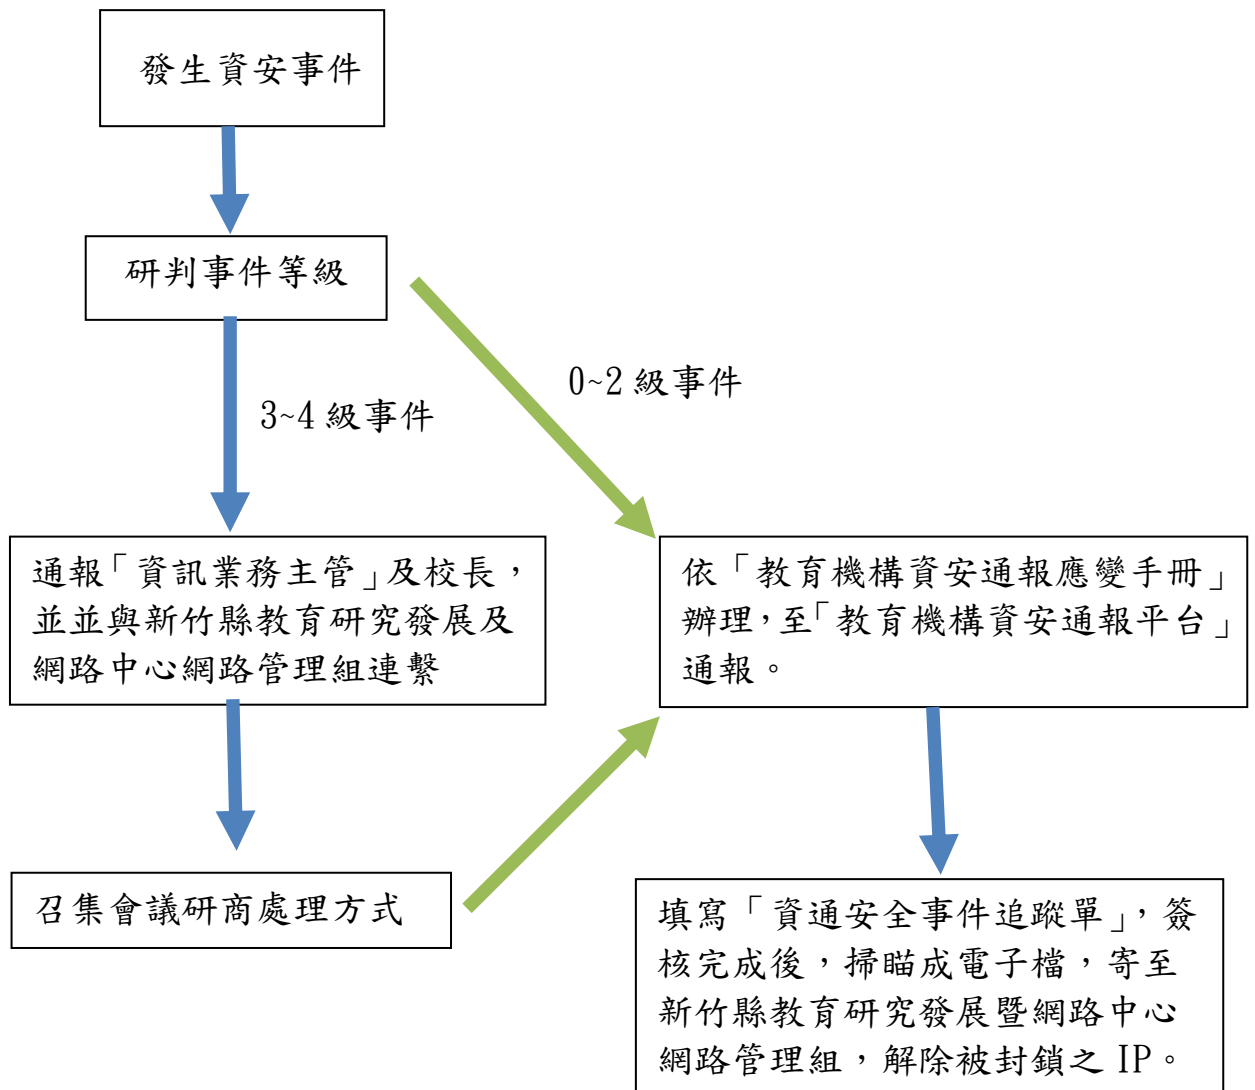 發生資安事件
研判事件等級
0~2 級事件
3~4 級事件
通報「資訊業務主管」及校長，
並並與新竹縣教育研究發展及
網路中心網路管理組連繫
依「教育機構資安通報應變手冊」
辦理，至「教育機構資安通報平台」
通報。
召集會議研商處理方式
填寫「資通安全事件追蹤單」，簽
核完成後，掃瞄成電子檔，寄至
新竹縣教育研究發展暨網路中心
網路管理組，解除被封鎖之 IP。